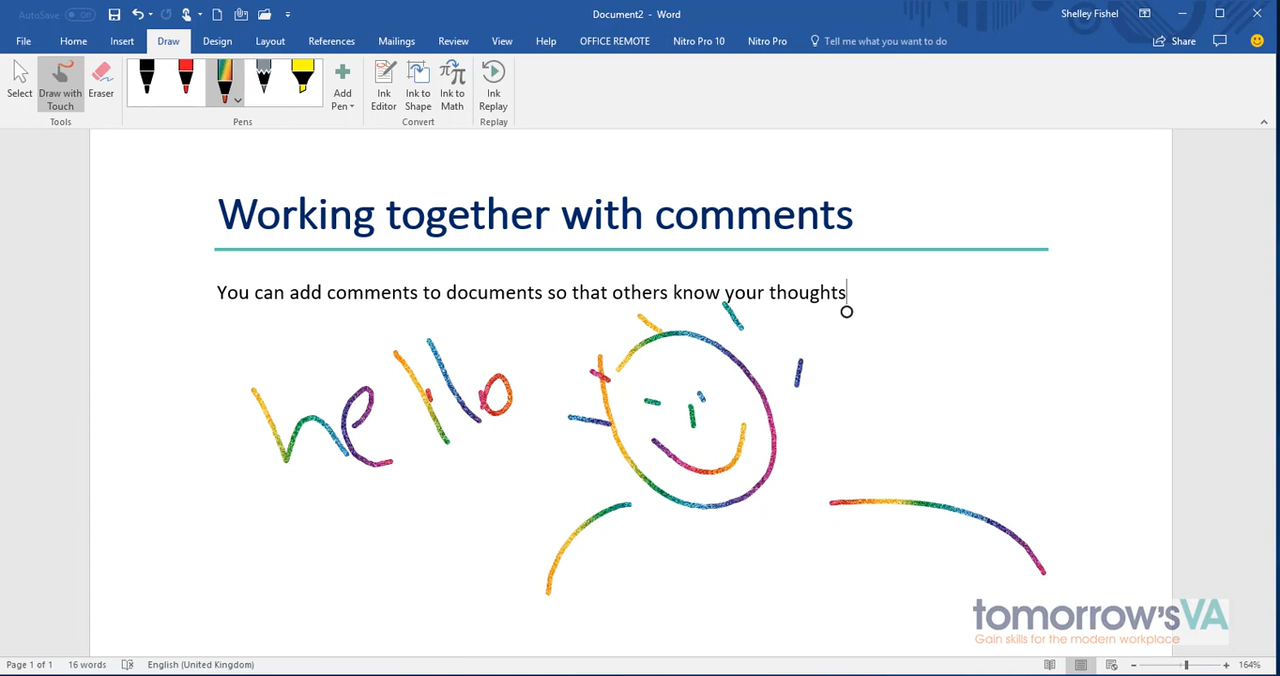 AutoSave Off Document2 - Word Shelley Fishel
File Home Insert Draw Design Layout References Mailings Review View Help OFFICE REMOTE Nitro Pro 10 Nitro Pro Tell me what you want to do Share
Select Draw with Touch Eraser Add Pen Ink Editor Ink to Shape Ink to Math Ink Replay
Tools Pens Convert Replay
Working together with comments
You can add comments to documents so that others know your thoughts
hello
tomorrow'sVA
Gain skills for the modern workplace
Page 1 of 1 16 words English (United Kingdom) 164%